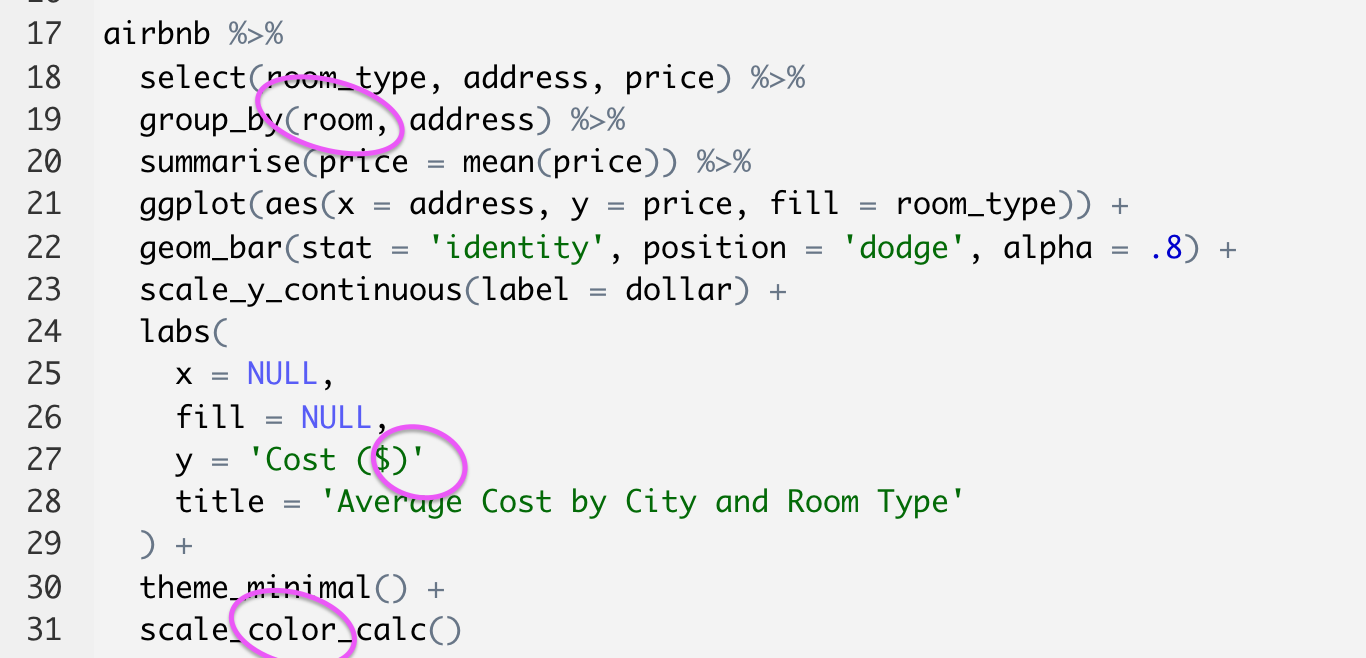 17 airbnb %>%
18   select(room_type, address, price) %>%
19   group_by(room, address) %>%
20   summarise(price = mean(price)) %>%
21   ggplot(aes(x = address, y = price, fill = room_type)) +
22   geom_bar(stat = 'identity', position = 'dodge', alpha = .8) +
23   scale_y_continuous(label = dollar) +
24   labs(
25     x = NULL,
26     fill = NULL,
27     y = 'Cost ($)'
28     title = 'Average Cost by City and Room Type'
29   ) +
30   theme_minimal() +
31   scale_color_calc()